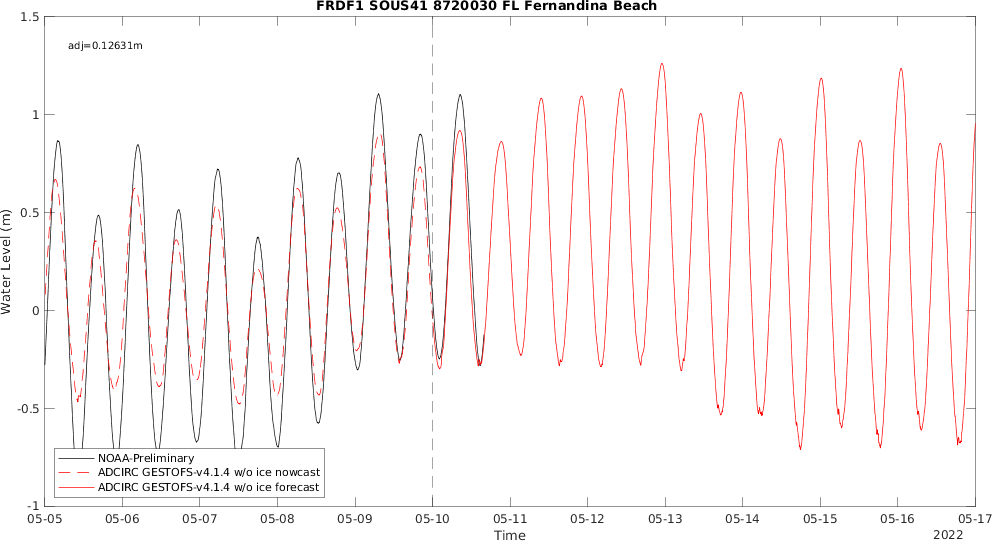 FRDF1 SOUS41 8720030 FL Fernandina Beach
adj=0.12631m
1.5
1
0.5
0
-0.5
-1
Water Level (m)
NOAA-Preliminary
ADCIRC GESTOFS-v4.1.4 w/o ice nowcast
ADCIRC GESTOFS-v4.1.4 w/o ice forecast
05-05 05-06 05-07 05-08 05-09 05-10 05-11 05-12 05-13 05-14 05-15 05-16 05-17
Time
2022